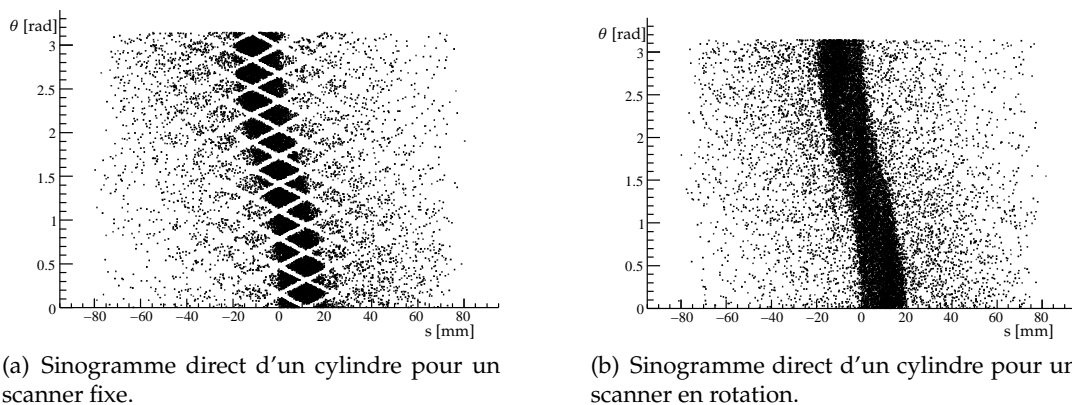 θ [rad]
3
2.5
2
1.5
1
0.5
0
−80 −60 −40 −20 0 20 40 60 80
s [mm]
(a) Sinogramme direct d'un cylindre pour un
scanner fixe.
θ [rad]
3
2.5
2
1.5
1
0.5
0
−80 −60 −40 −20 0 20 40 60 80
s [mm]
(b) Sinogramme direct d'un cylindre pour un
scanner en rotation.